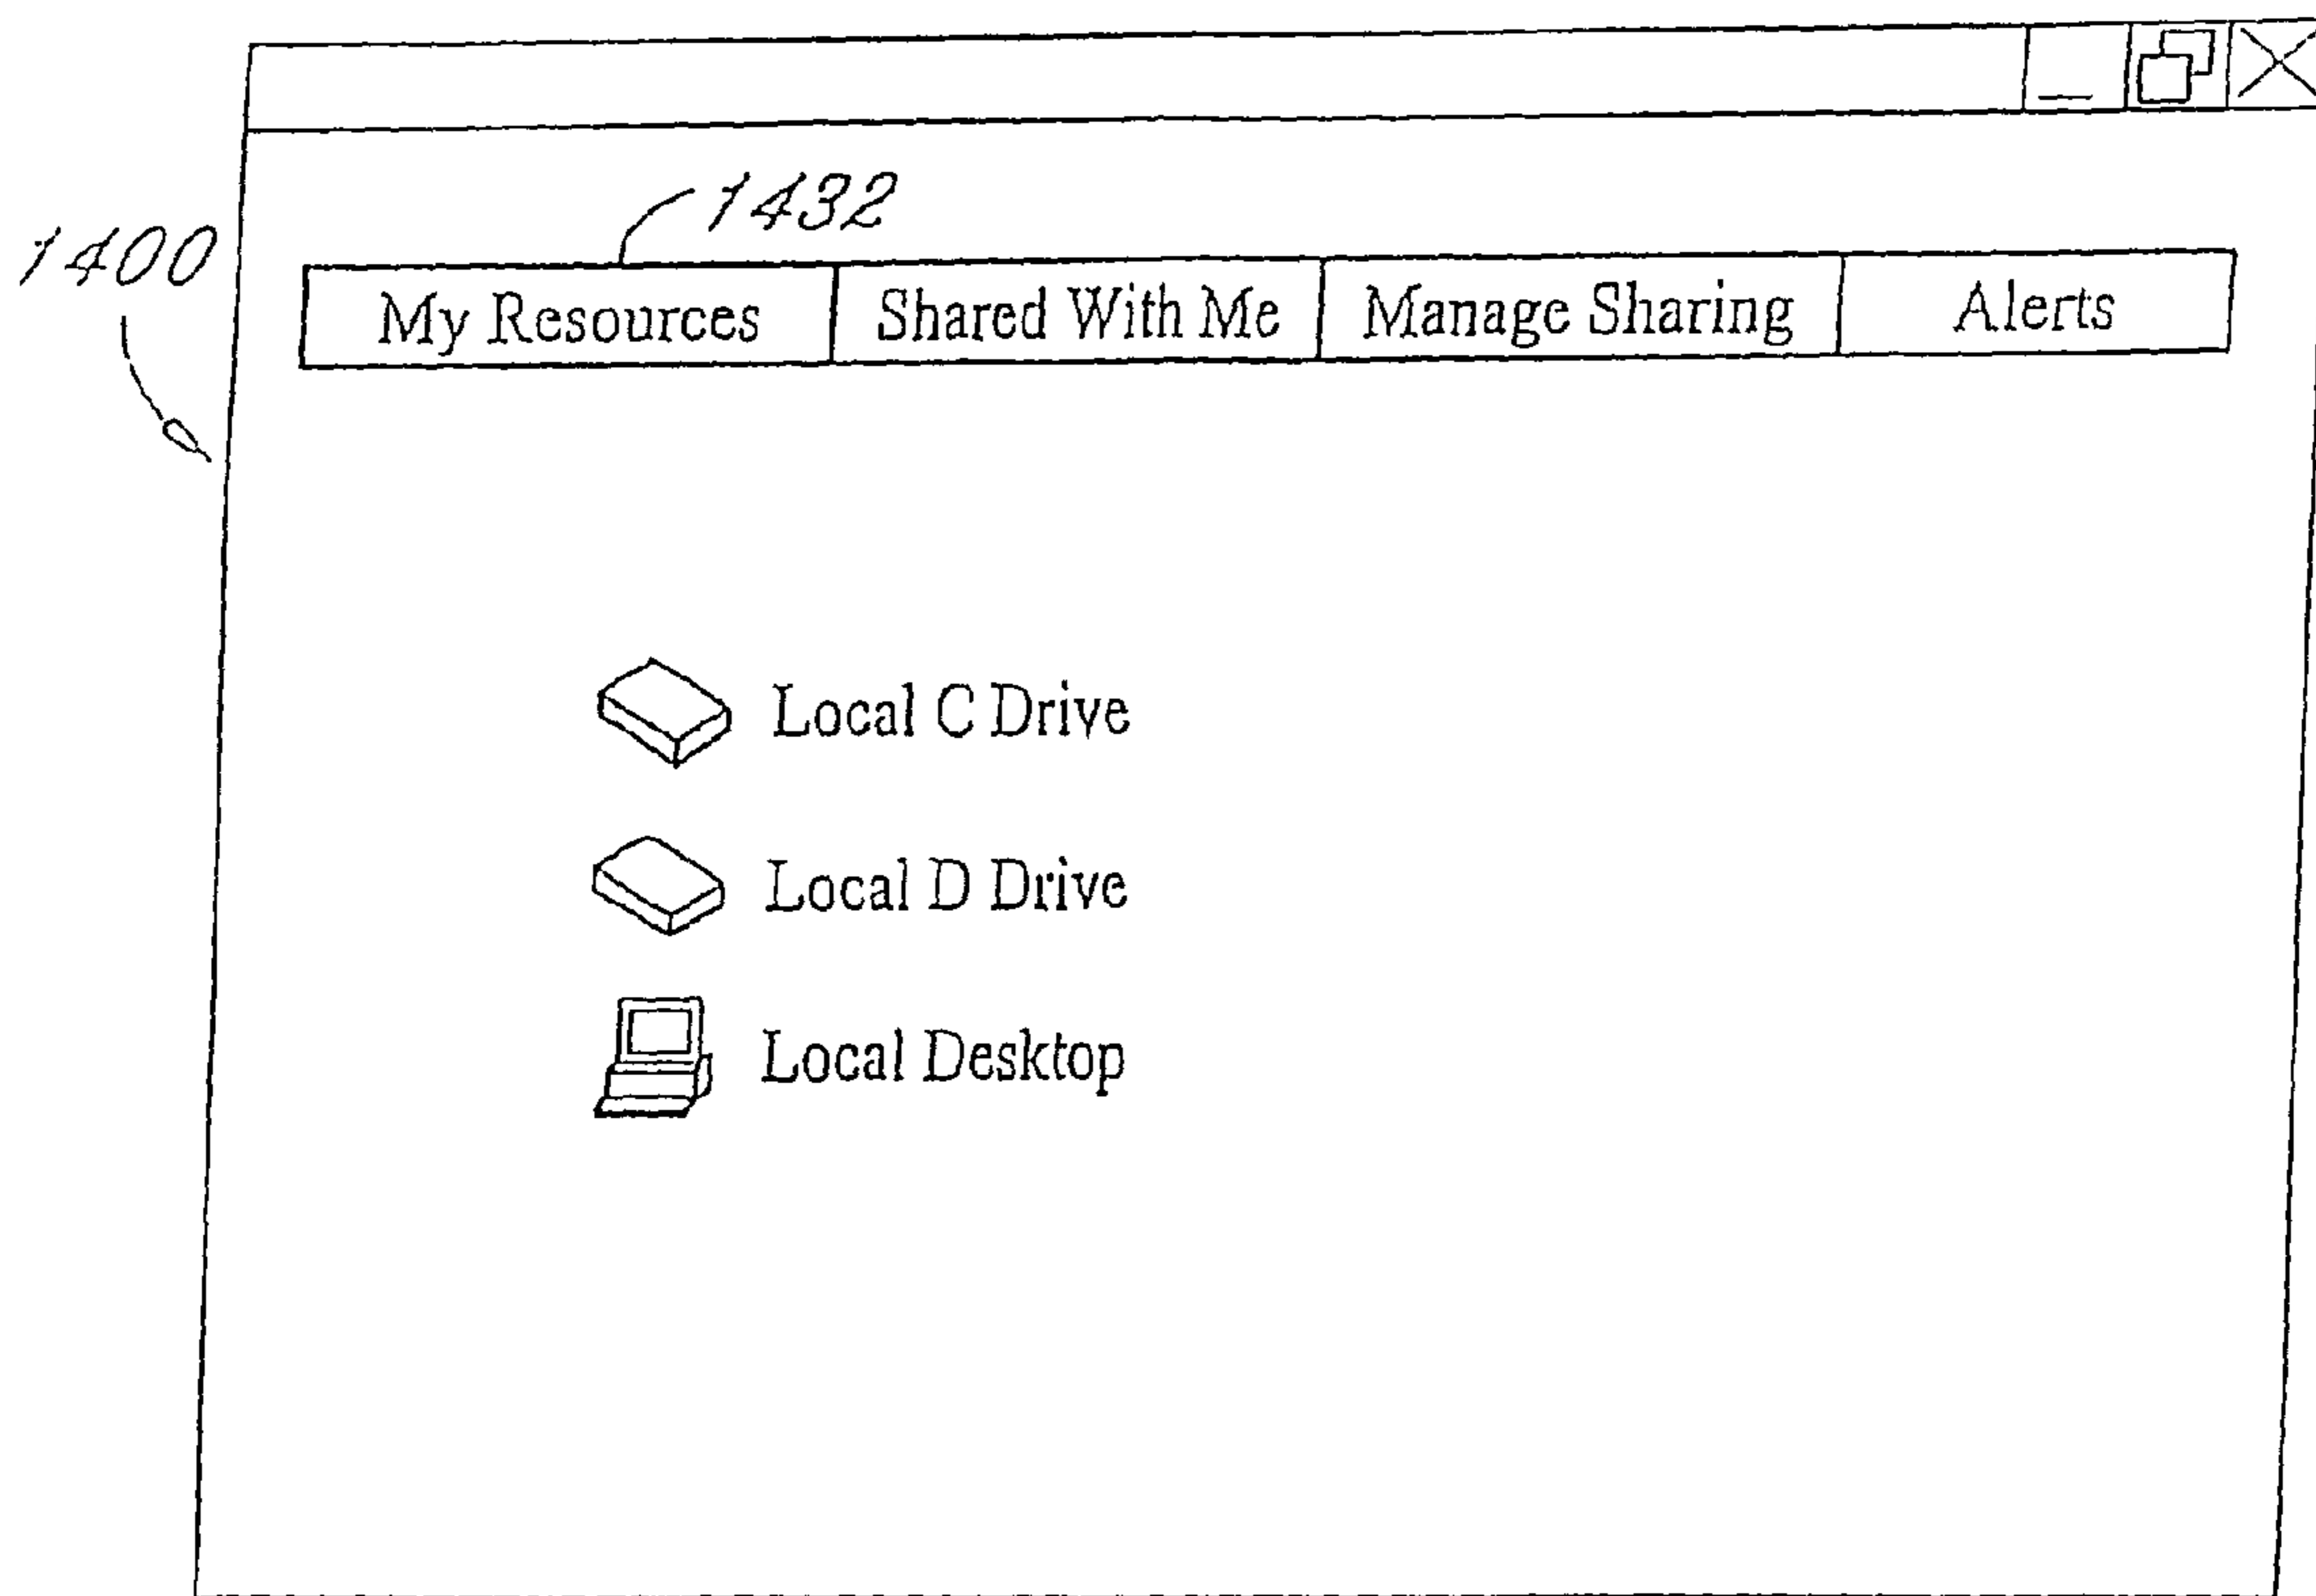 1432
1400
My Resources Shared With Me Manage Sharing Alerts
Local C Drive
Local D Drive
Local Desktop